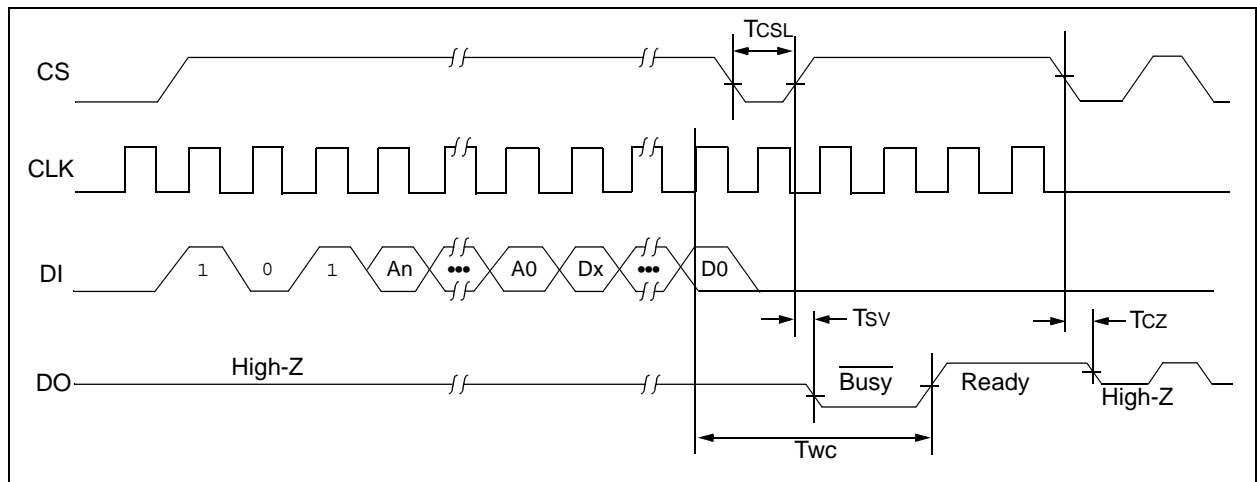 TCSL
CS
CLK
DI 1 0 1 An ••• A0 Dx ••• D0
TSV TCZ
DO High-Z Busy Ready High-Z
TWC